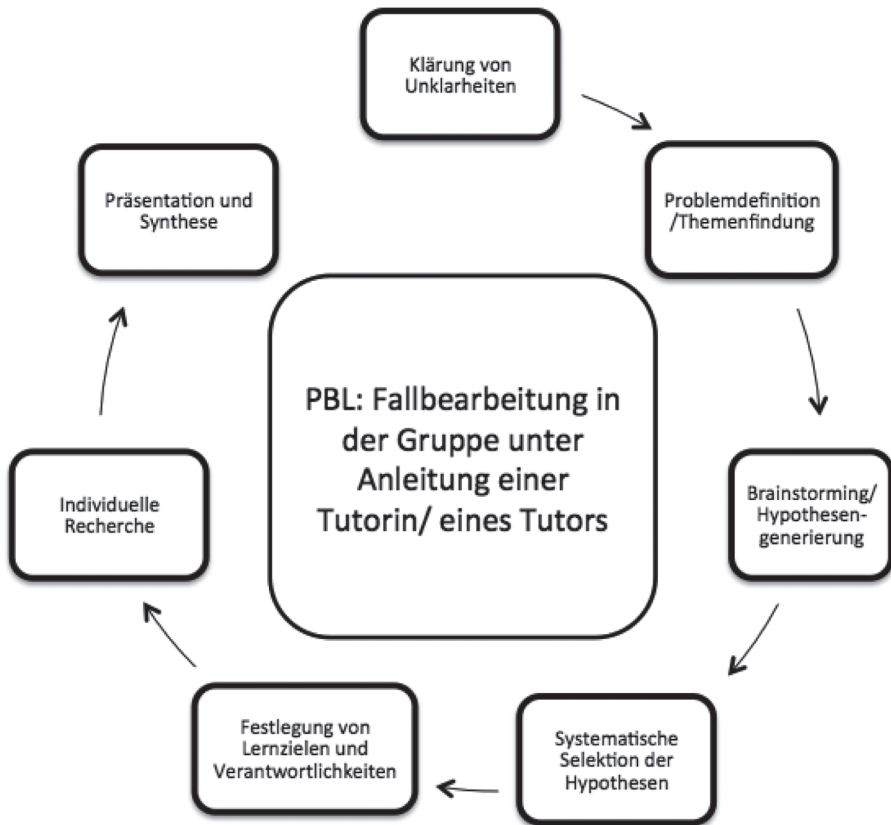 Klärung von
Unklarheiten
Problemdefinition
/Themenfindung
Brainstorming/
Hypothesen-
generierung
Systematische
Selektion der
Hypothesen
Festlegung von
Lernzielen und
Verantwortlichkeiten
Individuelle
Recherche
Präsentation und
Synthese
PBL: Fallbearbeitung in
der Gruppe unter
Anleitung einer
Tutorin/ eines Tutors